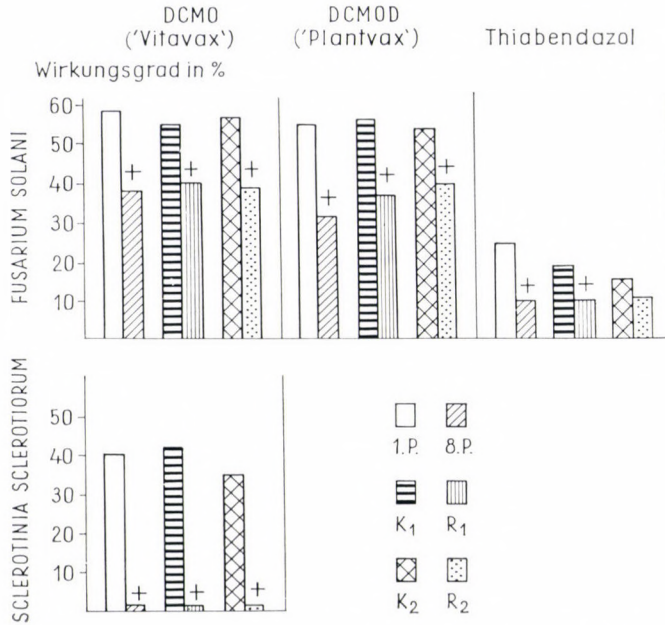 DCMO
('Vitavax')
DCMOD
('Plantvax')
Thiabendazol
Wirkungsgrad in %
FUSARIUM SOLANI
60
50
40
30
20
10
+ + + + + + + +
SCLEROTINIA SCLEROTIORUM
50
40
30
20
10
+ + +
1.P. 8.P.
K₁ R₁
K₂ R₂